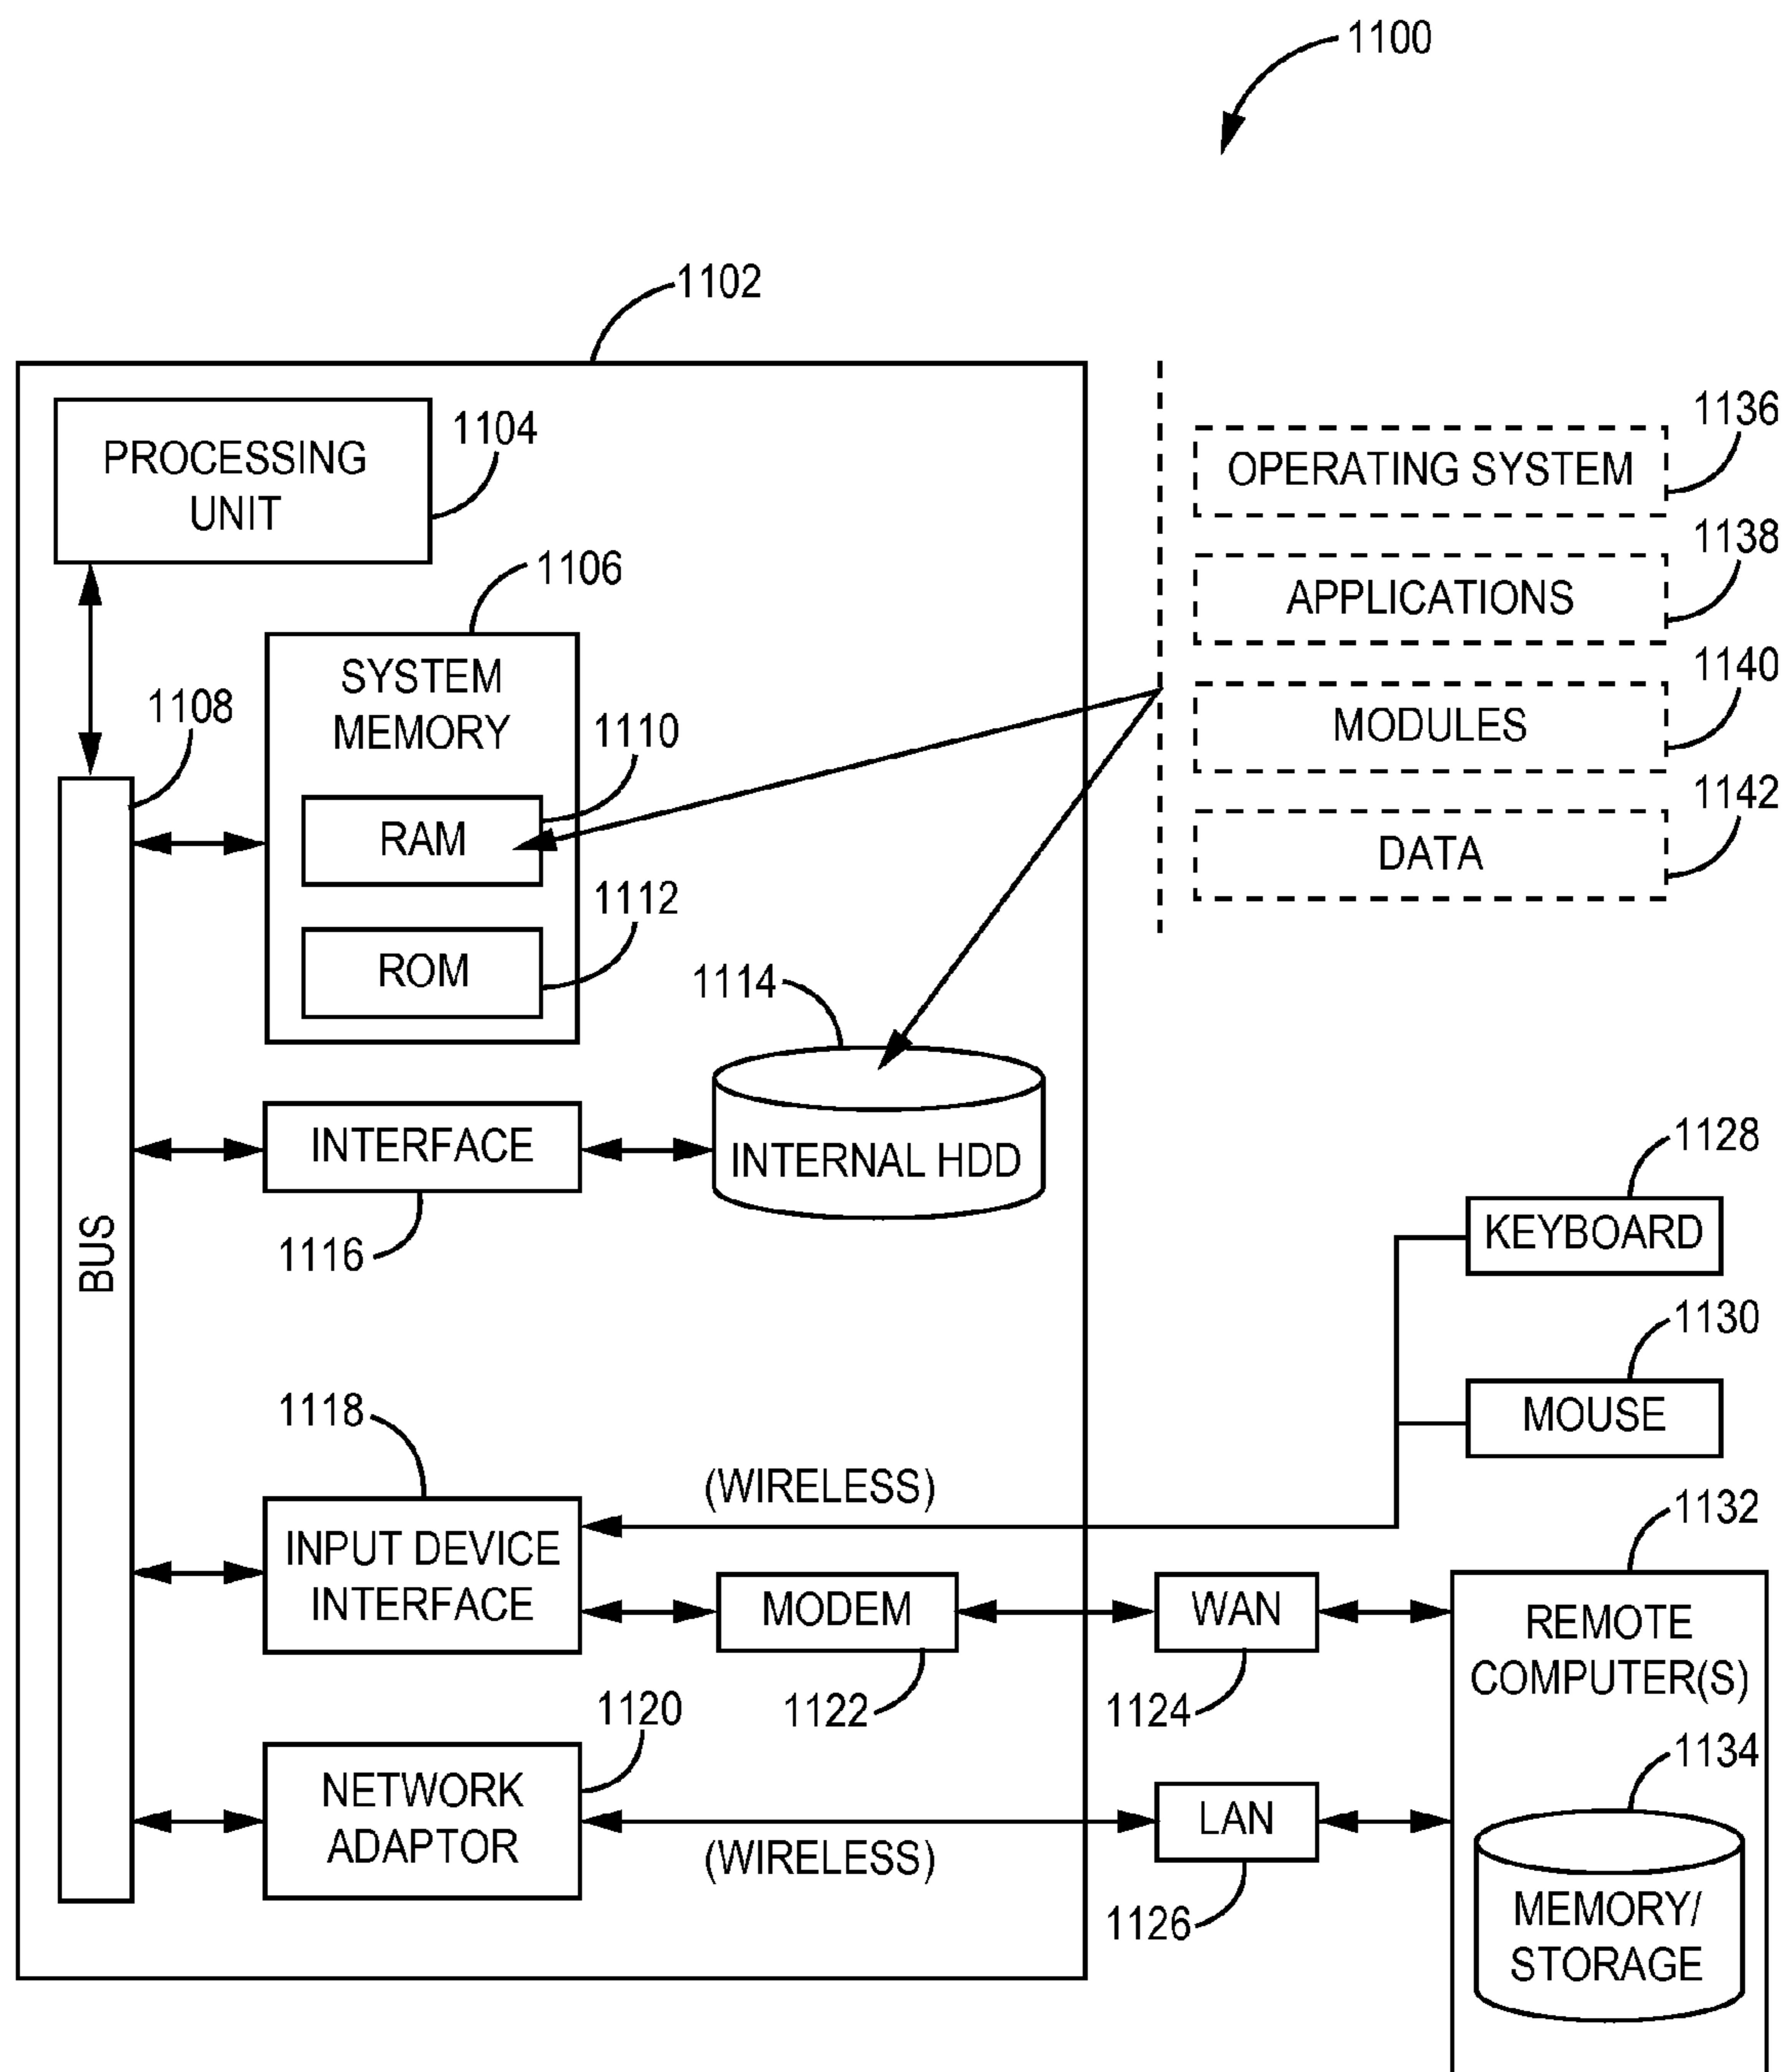 1100
1102
PROCESSING
UNIT
1104
1106
SYSTEM
MEMORY
1108
1110
RAM
1112
ROM
1114
INTERNAL HDD
INTERFACE
1116
BUS
1118
INPUT DEVICE
INTERFACE
(WIRELESS)
MODEM
1122
1120
NETWORK
ADAPTOR
(WIRELESS)
1136
OPERATING SYSTEM
1138
APPLICATIONS
1140
MODULES
1142
DATA
1128
KEYBOARD
1130
MOUSE
1132
WAN
1124
REMOTE
COMPUTER(S)
1134
LAN
1126
MEMORY/
STORAGE